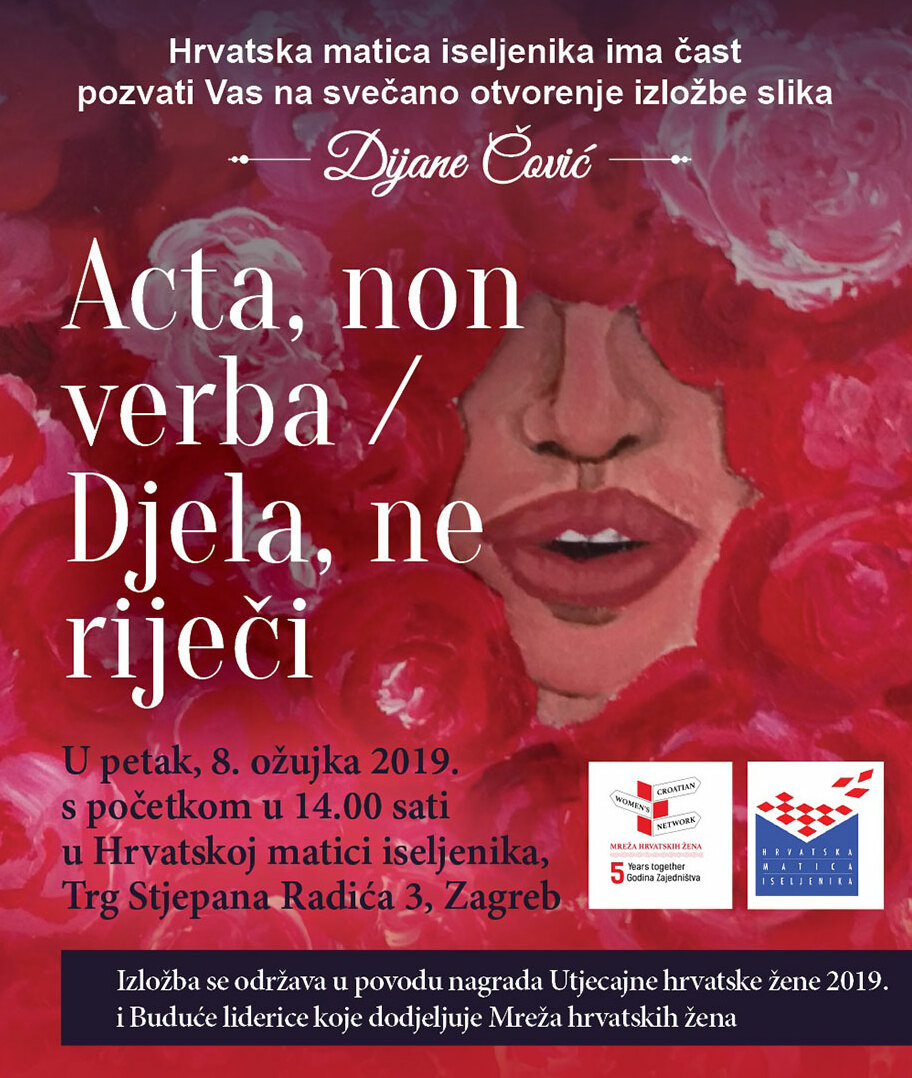 Hrvatska matica iseljenika ima čast
pozvati Vas na svečano otvorenje izložbe slika
Dijane Čović
Acta, non
verba /
Djela, ne
riječi
U petak, 8. ožujka 2019.
s početkom u 14.00 sati
u Hrvatskoj matici iseljenika,
Trg Stjepana Radića 3, Zagreb
CROATIAN
WOMEN'S
NETWORK
MREŽA HRVATSKIH ŽENA
5 Years together
Godina Zajedništva
HRVATSKA
MATICA
ISELJENIKA
Izložba se održava u povodu nagrada Utjecajne hrvatske žene 2019.
i Buduće liderice koje dodjeljuje Mreža hrvatskih žena